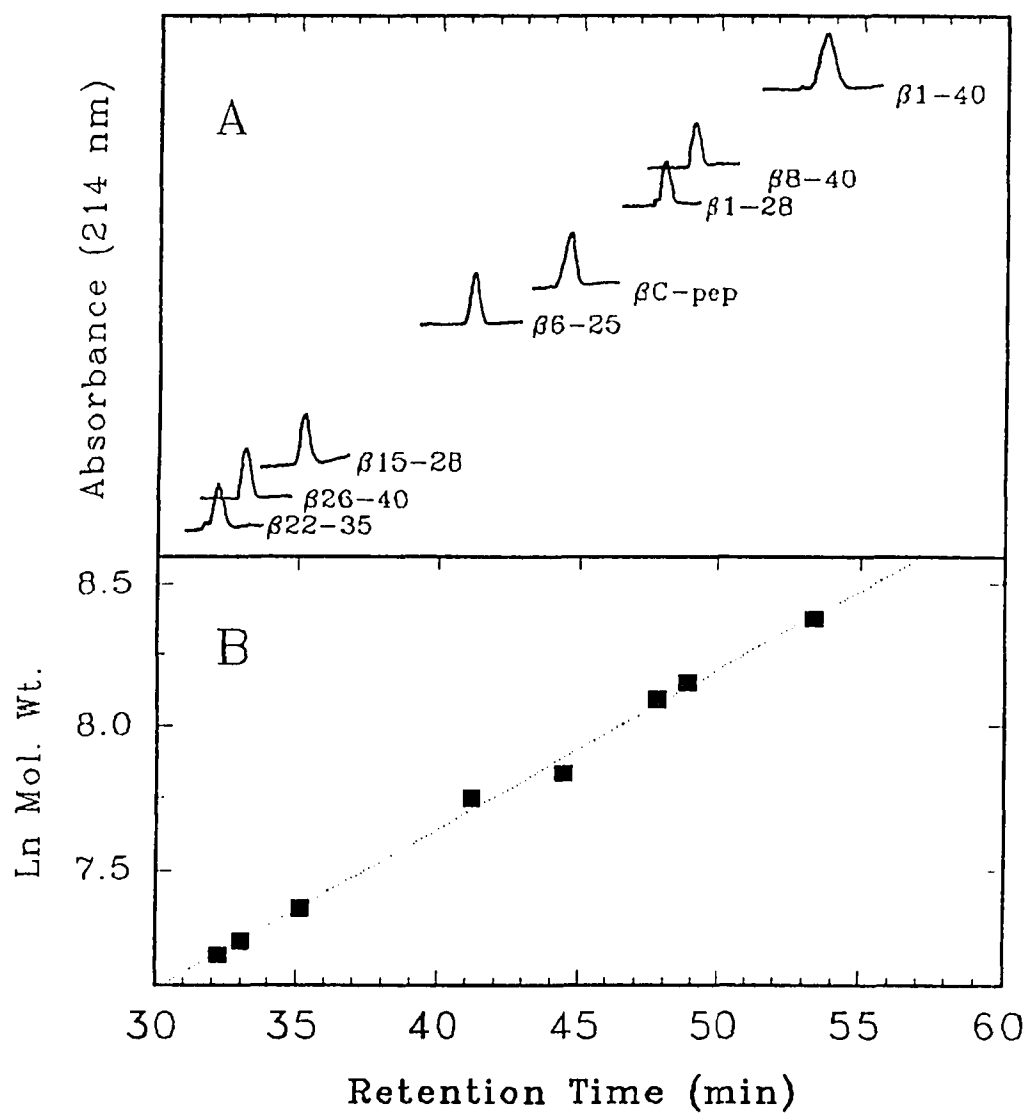 A
Absorbance (214 nm)
β1-40
β8-40
β1-28
βC-pep
β6-25
β15-28
β26-40
β22-35
B
Ln Mol. Wt.
8.5
8.0
7.5
30 35 40 45 50 55 60
Retention Time (min)